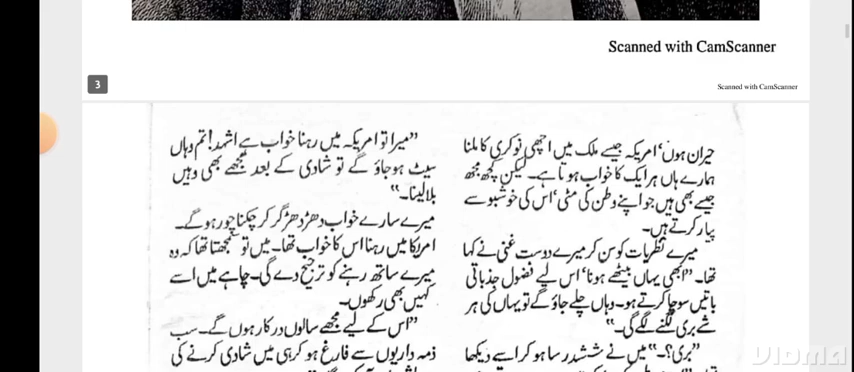 Scanned with CamScanner
3
Scanned with CamScanner
حیران ہوں‘ امریکہ جیسے ملک میں اچھی نوکری کا ملنا
ہمارے ہاں ہر ایک کا خواب ہوتا ہے۔ لیکن کچھ مجھ
جیسے بھی ہیں جو اپنے وطن کی مٹی‘ اس کی خوشبو سے
پیار کرتے ہیں۔
میرے نظریات کو سن کر میرے دوست غنی نے کہا
تھا۔ ”ابھی یہاں بیٹھے ہونا‘ اس لیے فضول جذباتی
باتیں سوچا کرتے ہو۔ وہاں چلے جاؤ گے تو یہاں کی ہر
شے بری لگنے لگے گی۔“
”بری؟۔“ میں نے ششدر سا ہو کر اسے دیکھا
”میرا تو امریکہ میں رہنا خواب ہے اشہد! تم وہاں
سیٹ ہو جاؤ گے تو شادی کے بعد مجھے بھی وہیں
بلا لینا۔“
میرے سارے خواب دھڑ دھڑ گر کر چکنا چور ہو گے۔
امریکا میں رہنا اس کا خواب تھا۔ میں تو سمجھتا تھا کہ وہ
میرے ساتھ رہنے کو ترجیح دے گی۔ چاہے میں اسے
کہیں بھی رکھوں۔
”اس کے لیے مجھے سالوں درکار ہوں گے۔ سب
ذمہ داریوں سے فارغ ہو کر ہی میں شادی کرنے کی